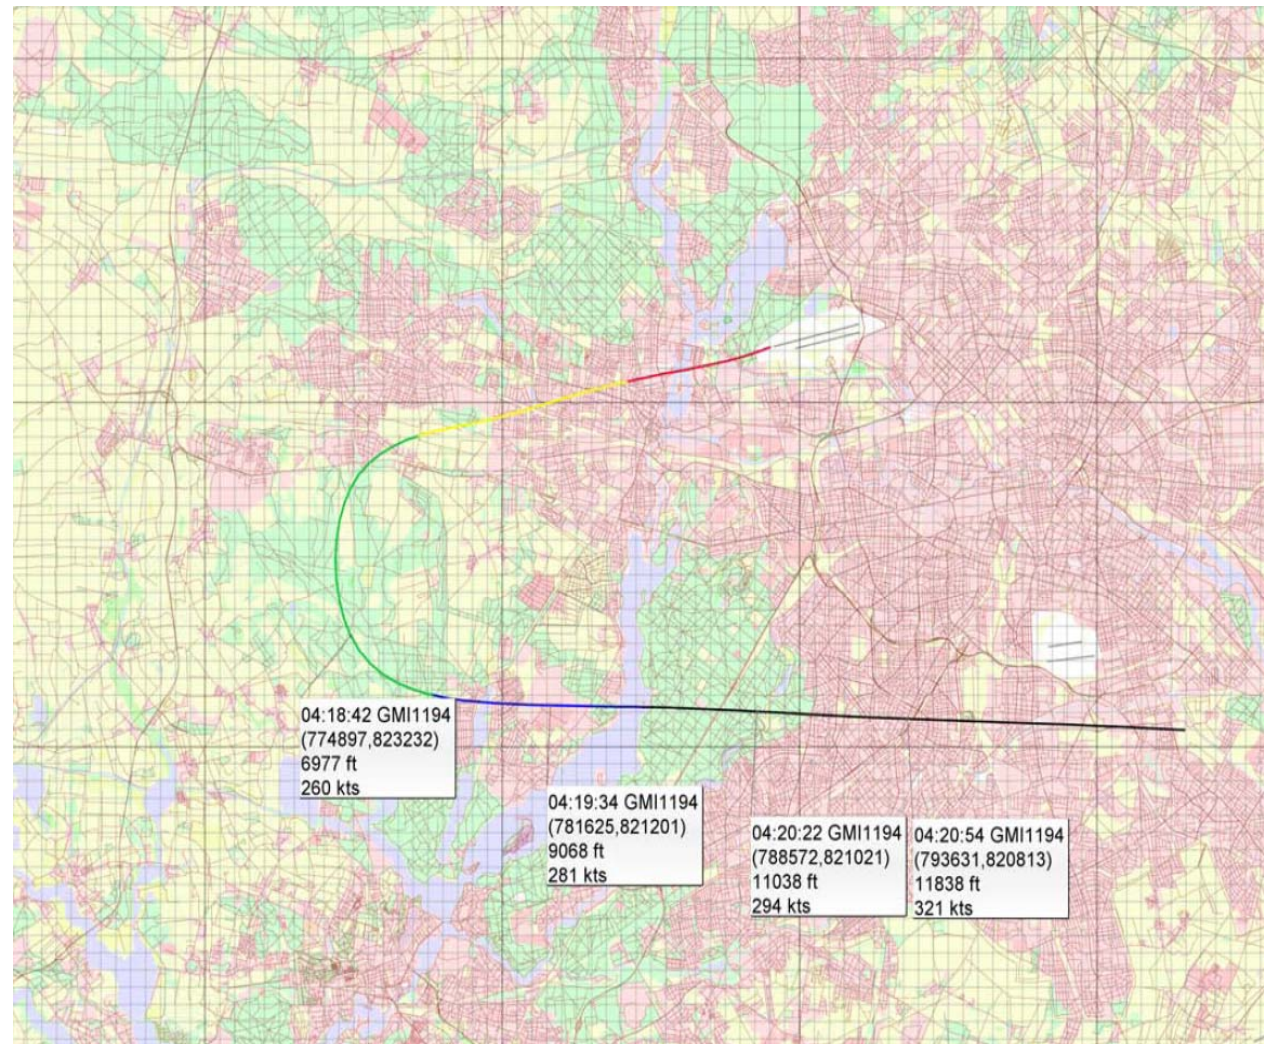 04:18:42 GMI1194
(774897,823232)
6977 ft
260 kts
04:19:34 GMI1194
(781625,821201)
9068 ft
281 kts
04:20:22 GMI1194
(788572,821021)
11038 ft
294 kts
04:20:54 GMI1194
(793631,820813)
11838 ft
321 kts